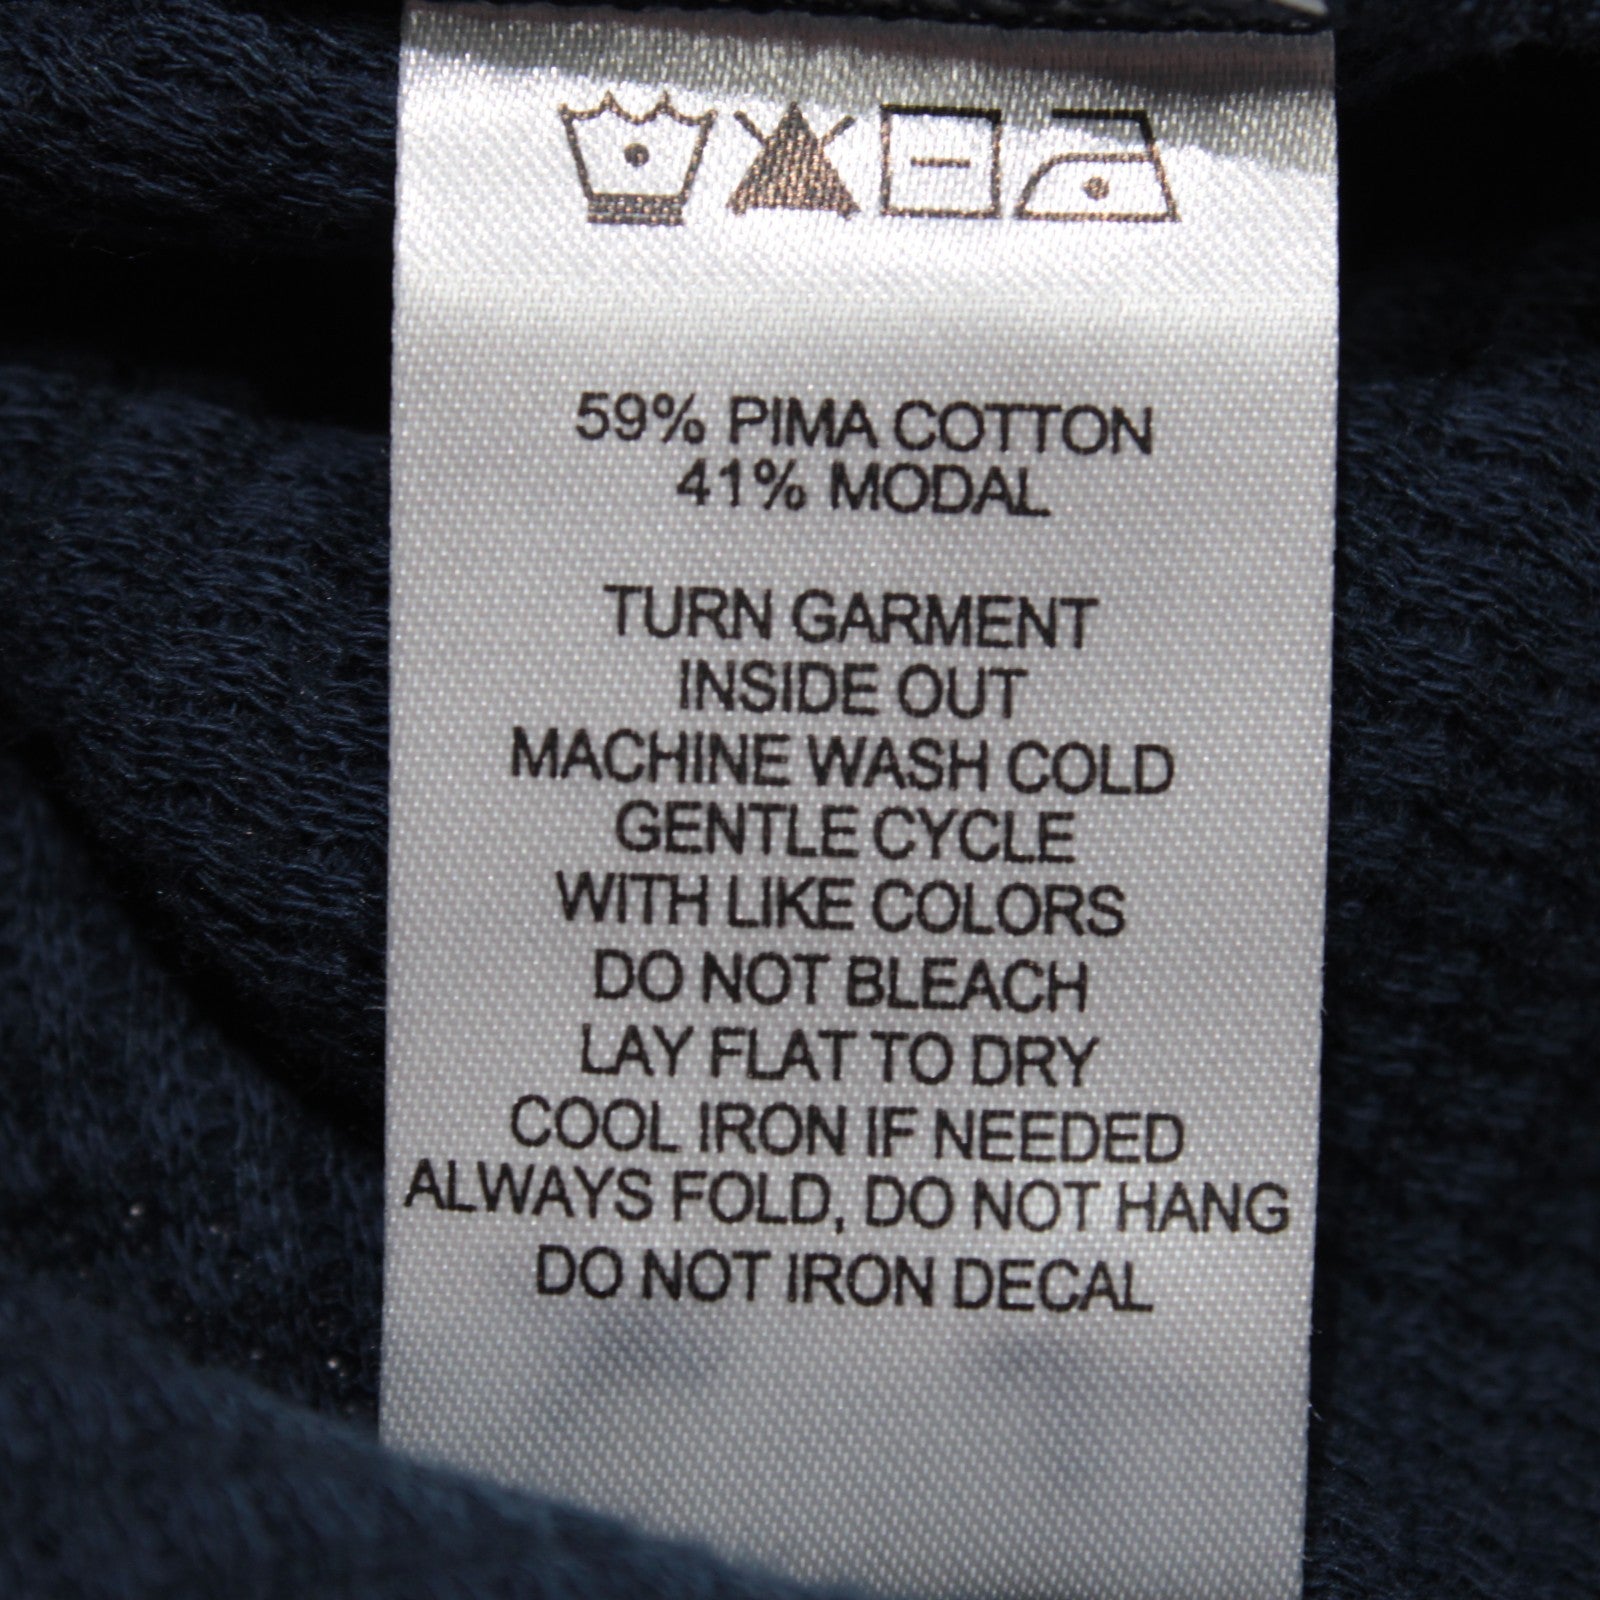 59% PIMA COTTON
41% MODAL
TURN GARMENT
INSIDE OUT
MACHINE WASH COLD
GENTLE CYCLE
WITH LIKE COLORS
DO NOT BLEACH
LAY FLAT TO DRY
COOL IRON IF NEEDED
ALWAYS FOLD, DO NOT HANG
DO NOT IRON DECAL